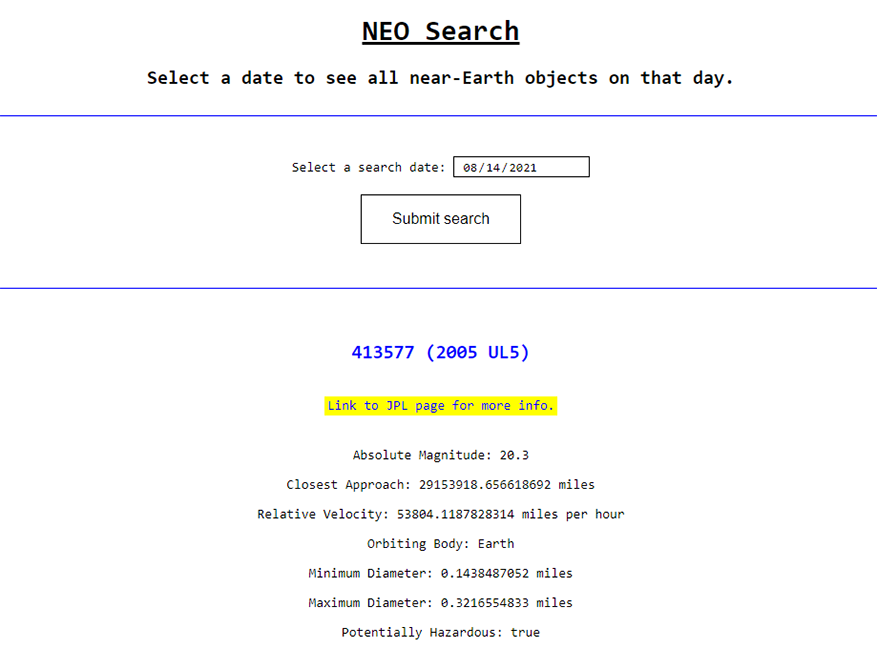 NEO Search
Select a date to see all near-Earth objects on that day.
Select a search date: 08/14/2021
Submit search
413577 (2005 UL5)
Link to JPL page for more info.
Absolute Magnitude: 20.3
Closest Approach: 29153918.656618692 miles
Relative Velocity: 53804.1187828314 miles per hour
Orbiting Body: Earth
Minimum Diameter: 0.1438487052 miles
Maximum Diameter: 0.3216554833 miles
Potentially Hazardous: true